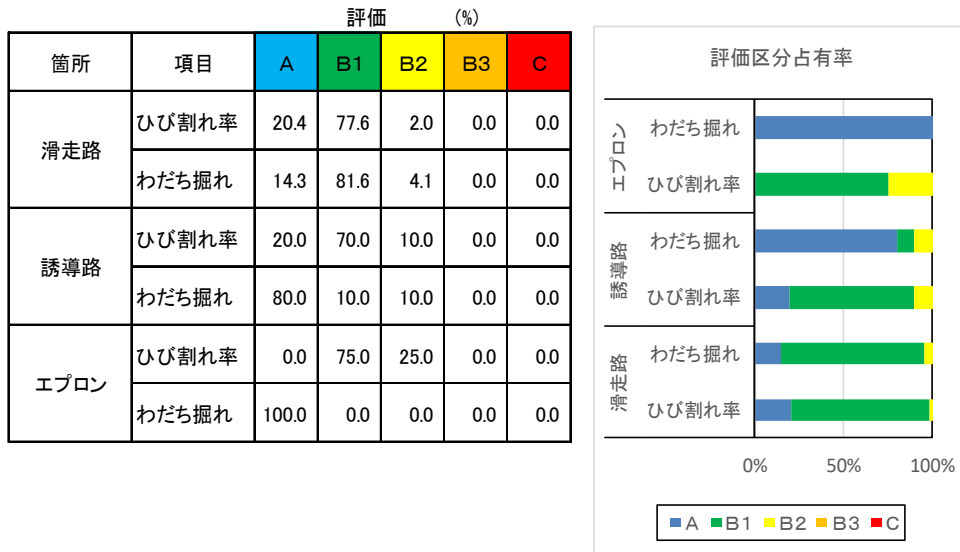 評価 (%)
箇所 項目 A B1 B2 B3 C
滑走路 ひび割れ率 20.4 77.6 2.0 0.0 0.0
わだち掘れ 14.3 81.6 4.1 0.0 0.0
誘導路 ひび割れ率 20.0 70.0 10.0 0.0 0.0
わだち掘れ 80.0 10.0 10.0 0.0 0.0
エプロン ひび割れ率 0.0 75.0 25.0 0.0 0.0
わだち掘れ 100.0 0.0 0.0 0.0 0.0
評価区分占有率
エプロン
わだち掘れ
ひび割れ率
誘導路
わだち掘れ
ひび割れ率
滑走路
わだち掘れ
ひび割れ率
0% 50% 100%
A B1 B2 B3 C